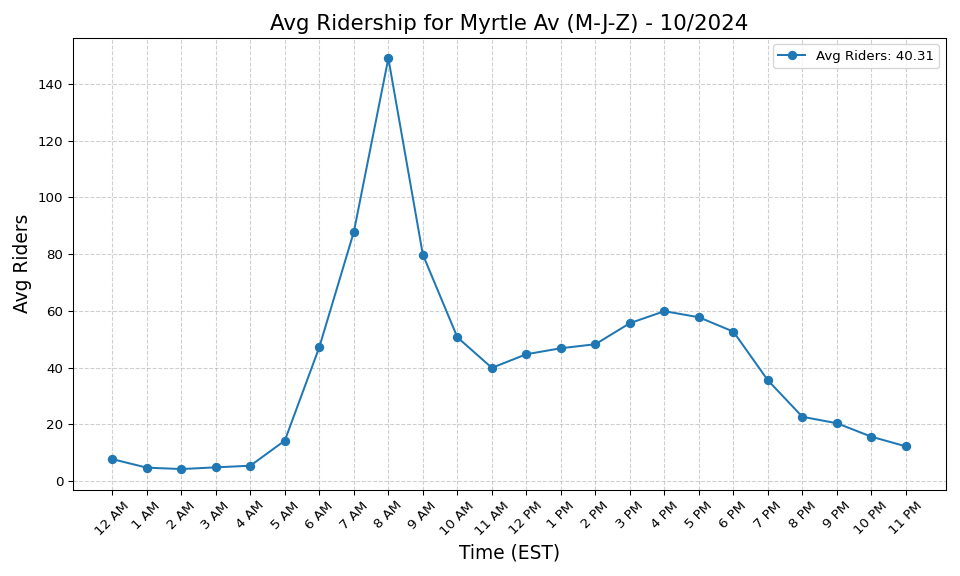 Avg Ridership for Myrtle Av (M-J-Z) - 10/2024
Avg Riders: 40.31
Avg Riders
140
120
100
80
60
40
20
0
12 AM
1 AM
2 AM
3 AM
4 AM
5 AM
6 AM
7 AM
8 AM
9 AM
10 AM
11 AM
12 PM
1 PM
2 PM
3 PM
4 PM
5 PM
6 PM
7 PM
8 PM
9 PM
10 PM
11 PM
Time (EST)